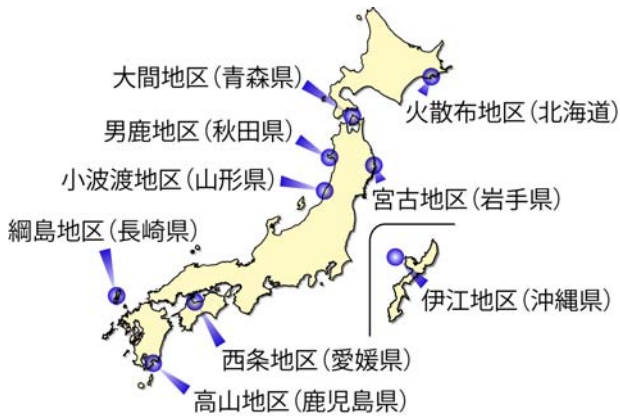 大間地区(青森県)
火散布地区(北海道)
男鹿地区(秋田県)
小波渡地区(山形県)
宮古地区(岩手県)
綱島地区(長崎県)
伊江地区(沖縄県)
西条地区(愛媛県)
高山地区(鹿児島県)